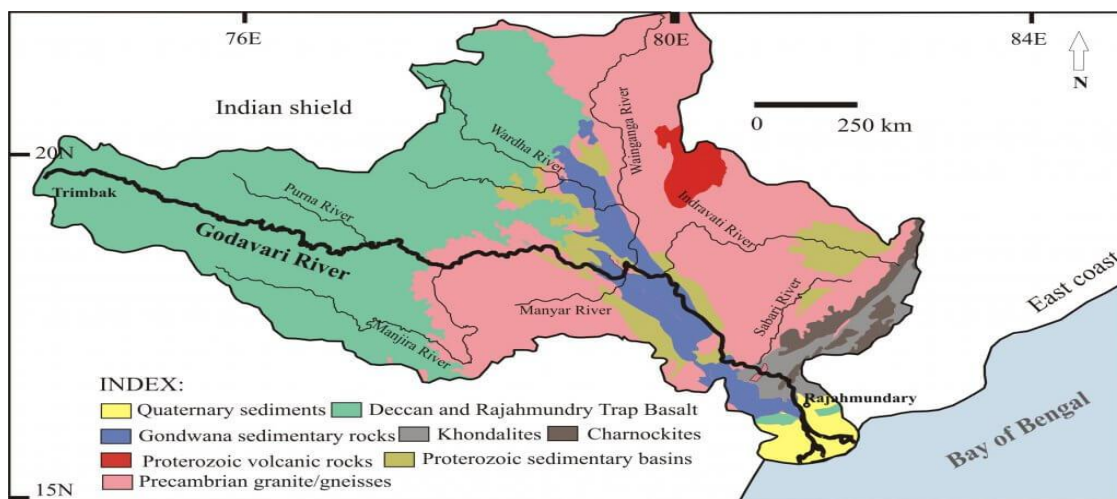 76E
80E
84E
N
Indian shield
0 250 km
20N
Trimbak
Wardha River
Wainganga River
Purna River
Indravati River
Godavari River
Manyar River
Sabari River
Manjira River
East coast
Rajahmundary
Bay of Bengal
INDEX:
Quaternary sediments Deccan and Rajahmundry Trap Basalt
Gondwana sedimentary rocks Khondalites Charnockites
Proterozoic volcanic rocks Proterozoic sedimentary basins
Precambrian granite/gneisses
15N